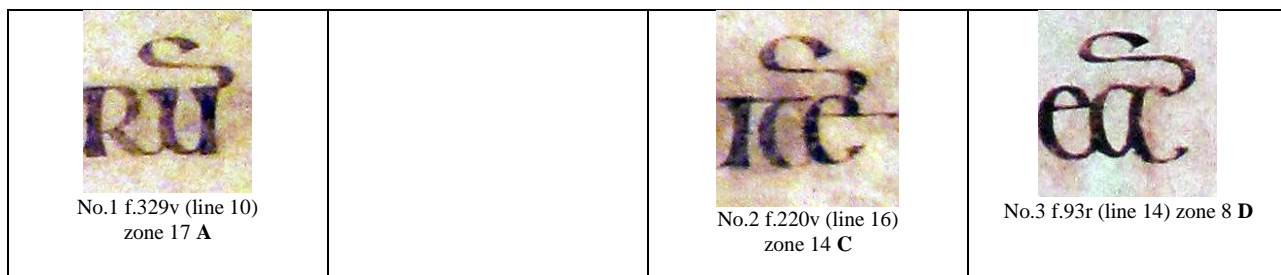 No.1 f.329v (line 10)
zone 17 A
No.2 f.220v (line 16)
zone 14 C
No.3 f.93r (line 14) zone 8 D